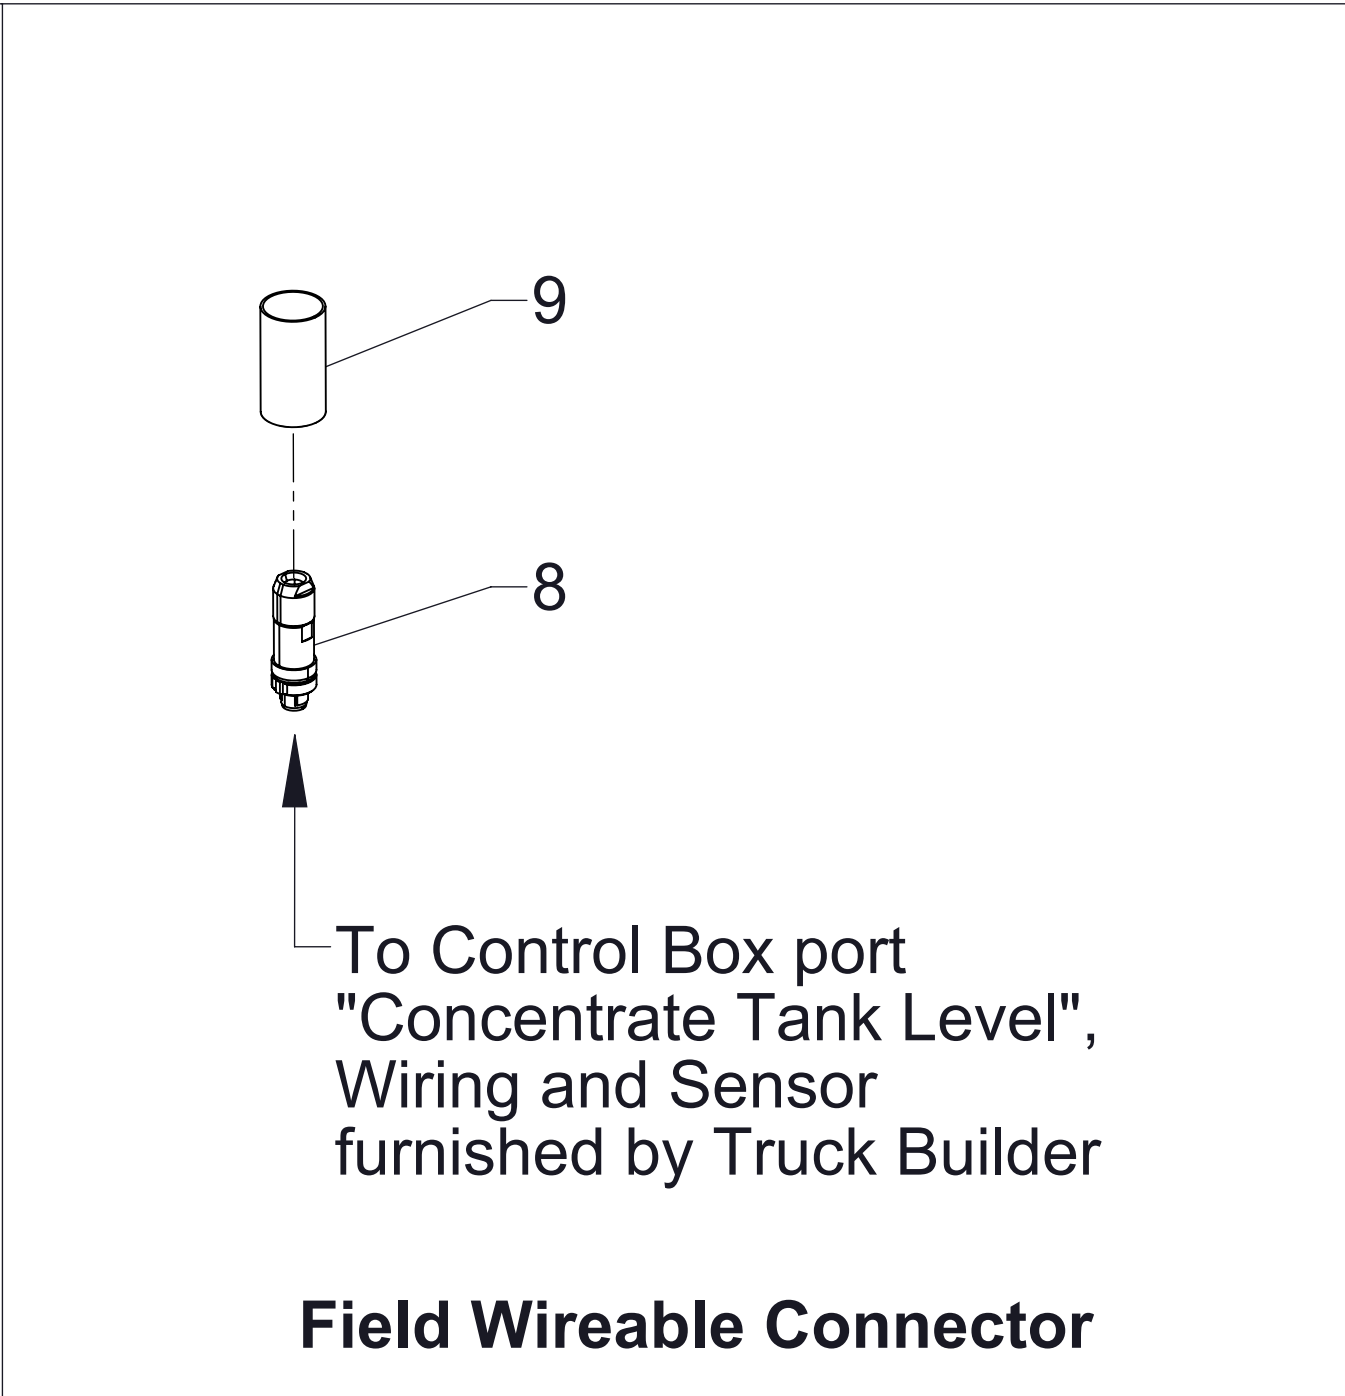 9
8
To Control Box port
"Concentrate Tank Level",
Wiring and Sensor
furnished by Truck Builder
Field Wireable Connector